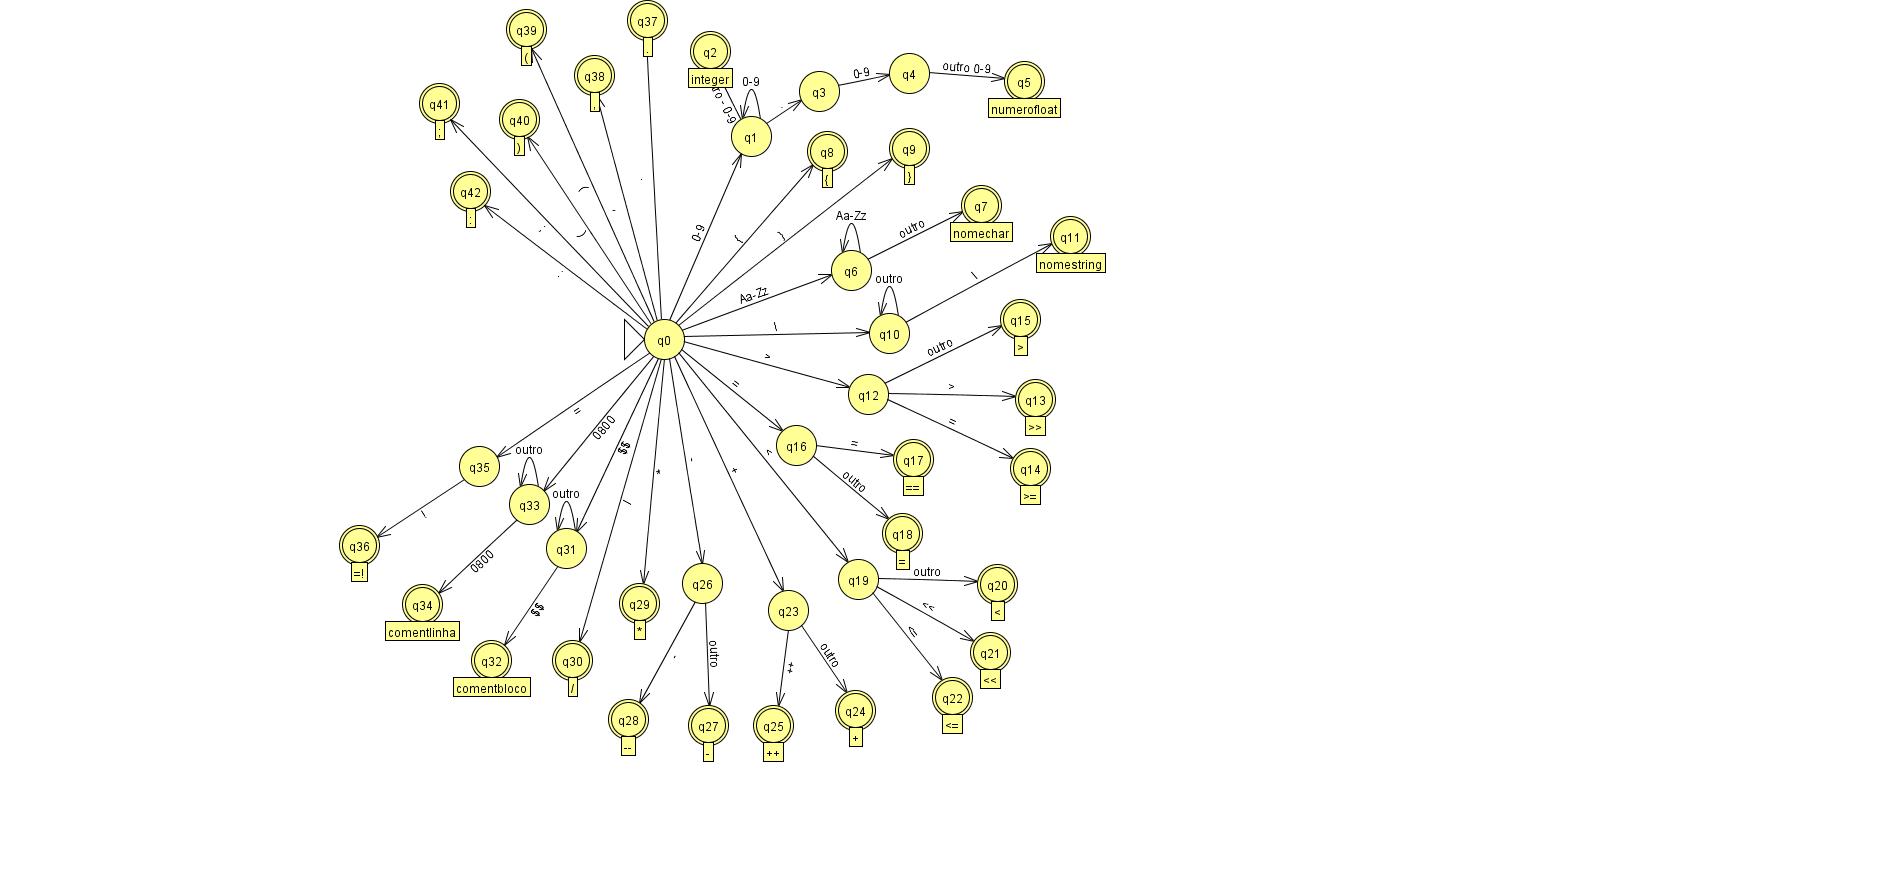 q37
.
q39
(
q38
,
q2
integer
q41
;
q40
)
q42
:
0-9
q1
.
q3
0-9
q4
outro 0-9
q5
numerofloat
q8
{
q9
}
Aa-Zz
q6
outro
q7
nomechar
outro
q10
q11
nomestring
(
.
-
)
;
:
0-9
{
}
Aa-Zz
q0
>
outro
q15
>
q12
>
q13
>>
=
q14
>=
=
q16
=
q17
==
outro
q18
=
<
q19
outro
q20
<
<<
q21
<<
<=
q22
<=
+
q23
++
q25
++
outro
q24
+
-
q26
-
q28
--
outro
q27
-
*
q29
*
/
q30
/
$$
outro
q31
$$
q32
comentbloco
0800
outro
q33
0800
q34
comentlinha
=
q35
!
q36
=!